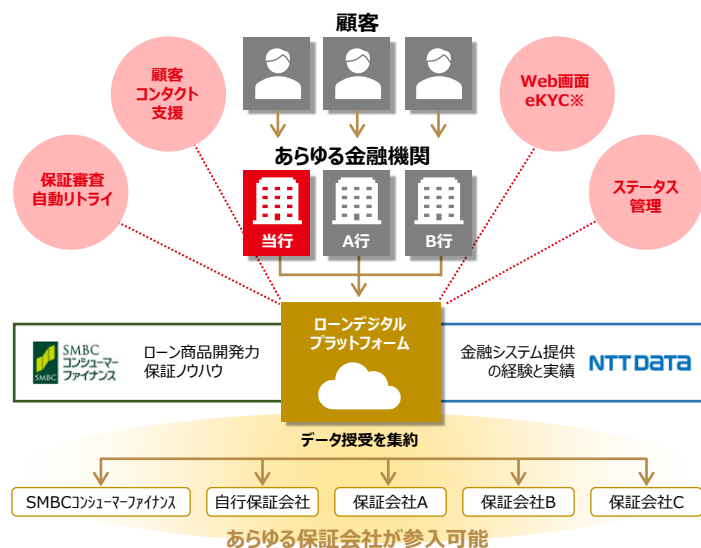 顧客
顧客
コンタクト
支援
Web画面
eKYC※
あらゆる金融機関
保証審査
自動リトライ
ステータス
管理
当行
A行
B行
ローンデジタル
プラットフォーム
SMBC
SMBC
コンシューマー
ファイナンス
ローン商品開発力
保証ノウハウ
金融システム提供
の経験と実績
NTT DATA
データ授受を集約
SMBCコンシューマーファイナンス
自行保証会社
保証会社A
保証会社B
保証会社C
あらゆる保証会社が参入可能